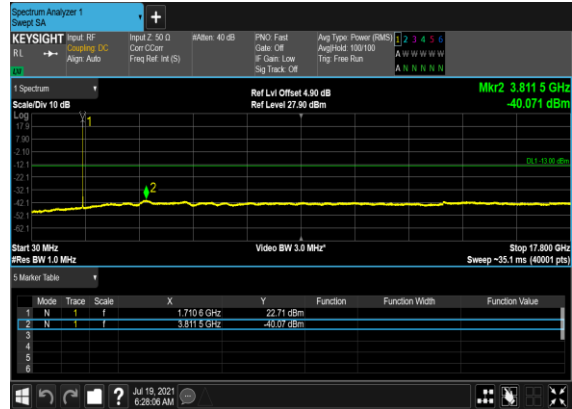 Spectrum Analyzer 1
Swept SA
+
KEYSIGHT Input: RF Input Z: 50 Ω #Atten: 40 dB PNO: Fast Avg Type: Power (RMS) 1 2 3 4 5 6
RL Coupling: DC Corr CCorr Gate: Off Avg|Hold: 100/100 A W W W W W
Align: Auto Freq Ref: Int (S) IF Gain: Low Trig: Free Run
Sig Track: Off A N N N N N
1 Spectrum Ref Lvl Offset 4.90 dB Mkr2 3.811 5 GHz
Scale/Div 10 dB Ref Level 27.90 dBm -40.071 dBm
Log
17.9
7.90
-2.10
-12.1
-22.1
-32.1
-42.1
-52.1
-62.1
1
DL1 -13.00 dBm
2
Start 30 MHz Video BW 3.0 MHz* Stop 17.800 GHz
#Res BW 1.0 MHz Sweep ~35.1 ms (40001 pts)
5 Marker Table
Mode Trace Scale X Y Function Function Width Function Value
1 N 1 f 1.710 6 GHz 22.71 dBm
2 N 1 f 3.811 5 GHz -40.07 dBm
3
4
5
6
? Jul 19, 2021
6:28:06 AM